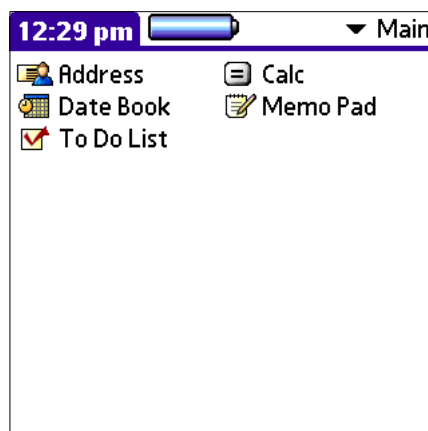 12:29 pm Main
Address Calc
Date Book Memo Pad
To Do List